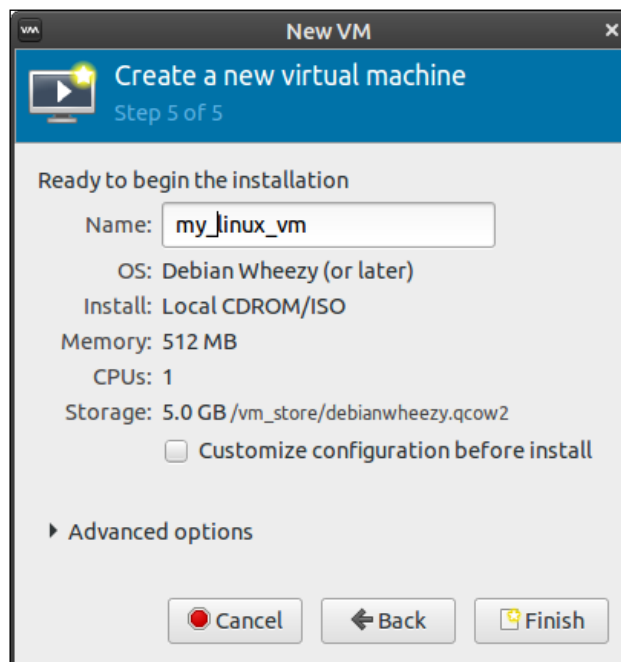 New VM
Create a new virtual machine
Step 5 of 5
Ready to begin the installation
Name: my_linux_vm
OS: Debian Wheezy (or later)
Install: Local CDROM/ISO
Memory: 512 MB
CPUs: 1
Storage: 5.0 GB /vm_store/debianwheezy.qcow2
Customize configuration before install
Advanced options
Cancel Back Finish